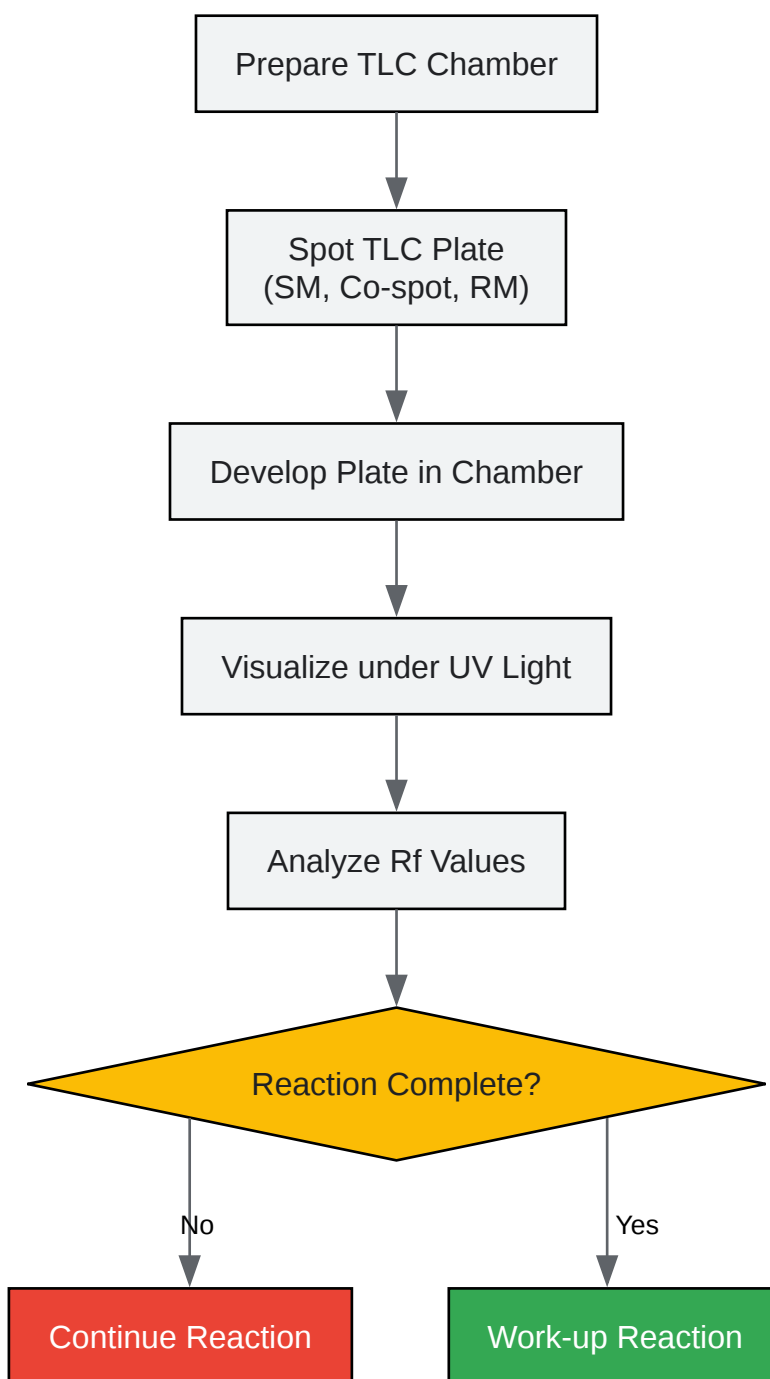 Prepare TLC Chamber
Spot TLC Plate
(SM, Co-spot, RM)
Develop Plate in Chamber
Visualize under UV Light
Analyze Rf Values
Reaction Complete?
No
Yes
Continue Reaction
Work-up Reaction